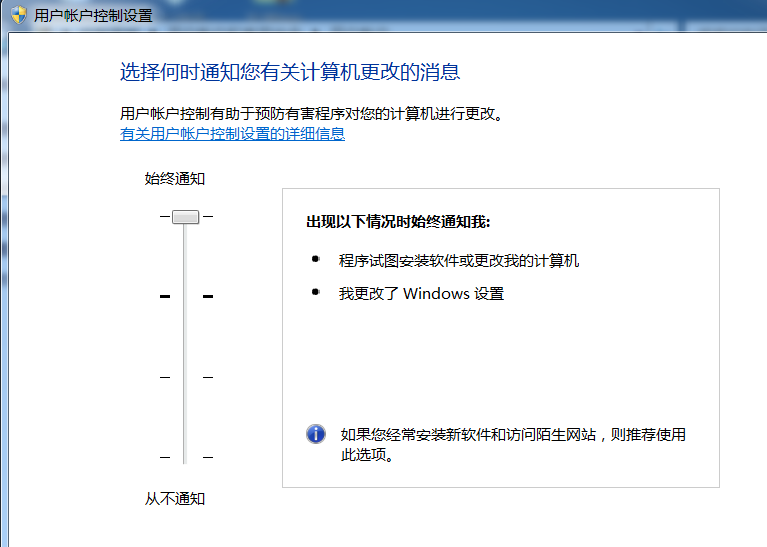 用户帐户控制设置
选择何时通知您有关计算机更改的消息
用户帐户控制有助于预防有害程序对您的计算机进行更改。
有关用户帐户控制设置的详细信息
始终通知
出现以下情况时始终通知我:
程序试图安装软件或更改我的计算机
我更改了 Windows 设置
如果您经常安装新软件和访问陌生网站，则推荐使用
此选项。
从不通知